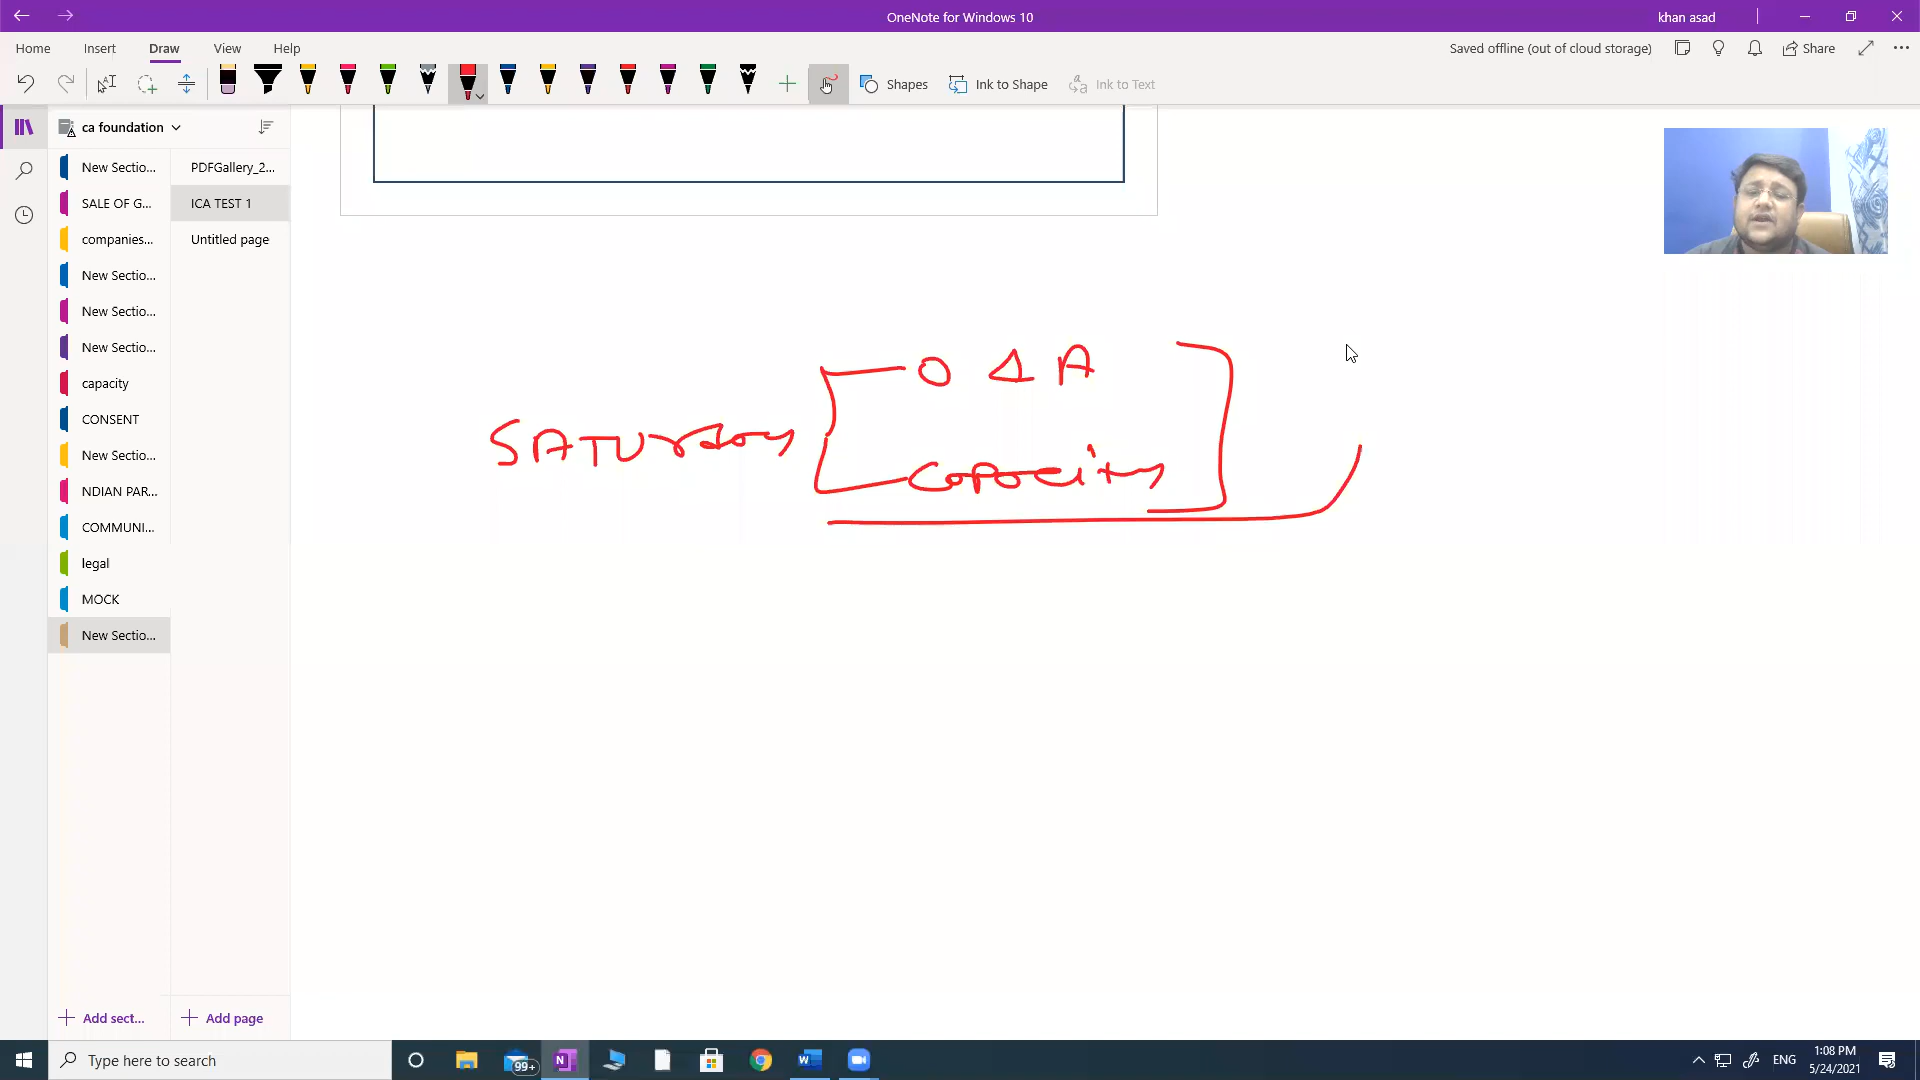 OneNote for Windows 10
khan asad
Home Insert Draw View Help
Saved offline (out of cloud storage) Share
Shapes Ink to Shape Ink to Text
ca foundation
New Sectio...
SALE OF G...
companies...
New Sectio...
New Sectio...
New Sectio...
capacity
CONSENT
New Sectio...
NDIAN PAR...
COMMUNI...
legal
MOCK
New Sectio...
Add sect...
PDFGallery_2...
ICA TEST 1
Untitled page
Add page
O & A
SATUrday
capacity
Type here to search
99+
ENG
1:08 PM
5/24/2021